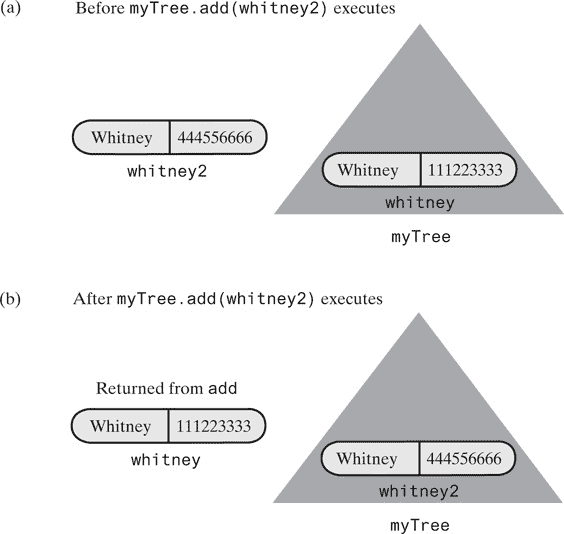 (a) Before myTree.add(whitney2) executes
Whitney 444556666
whitney2
Whitney 111223333
whitney
myTree
(b) After myTree.add(whitney2) executes
Returned from add
Whitney 111223333
whitney
Whitney 444556666
whitney2
myTree